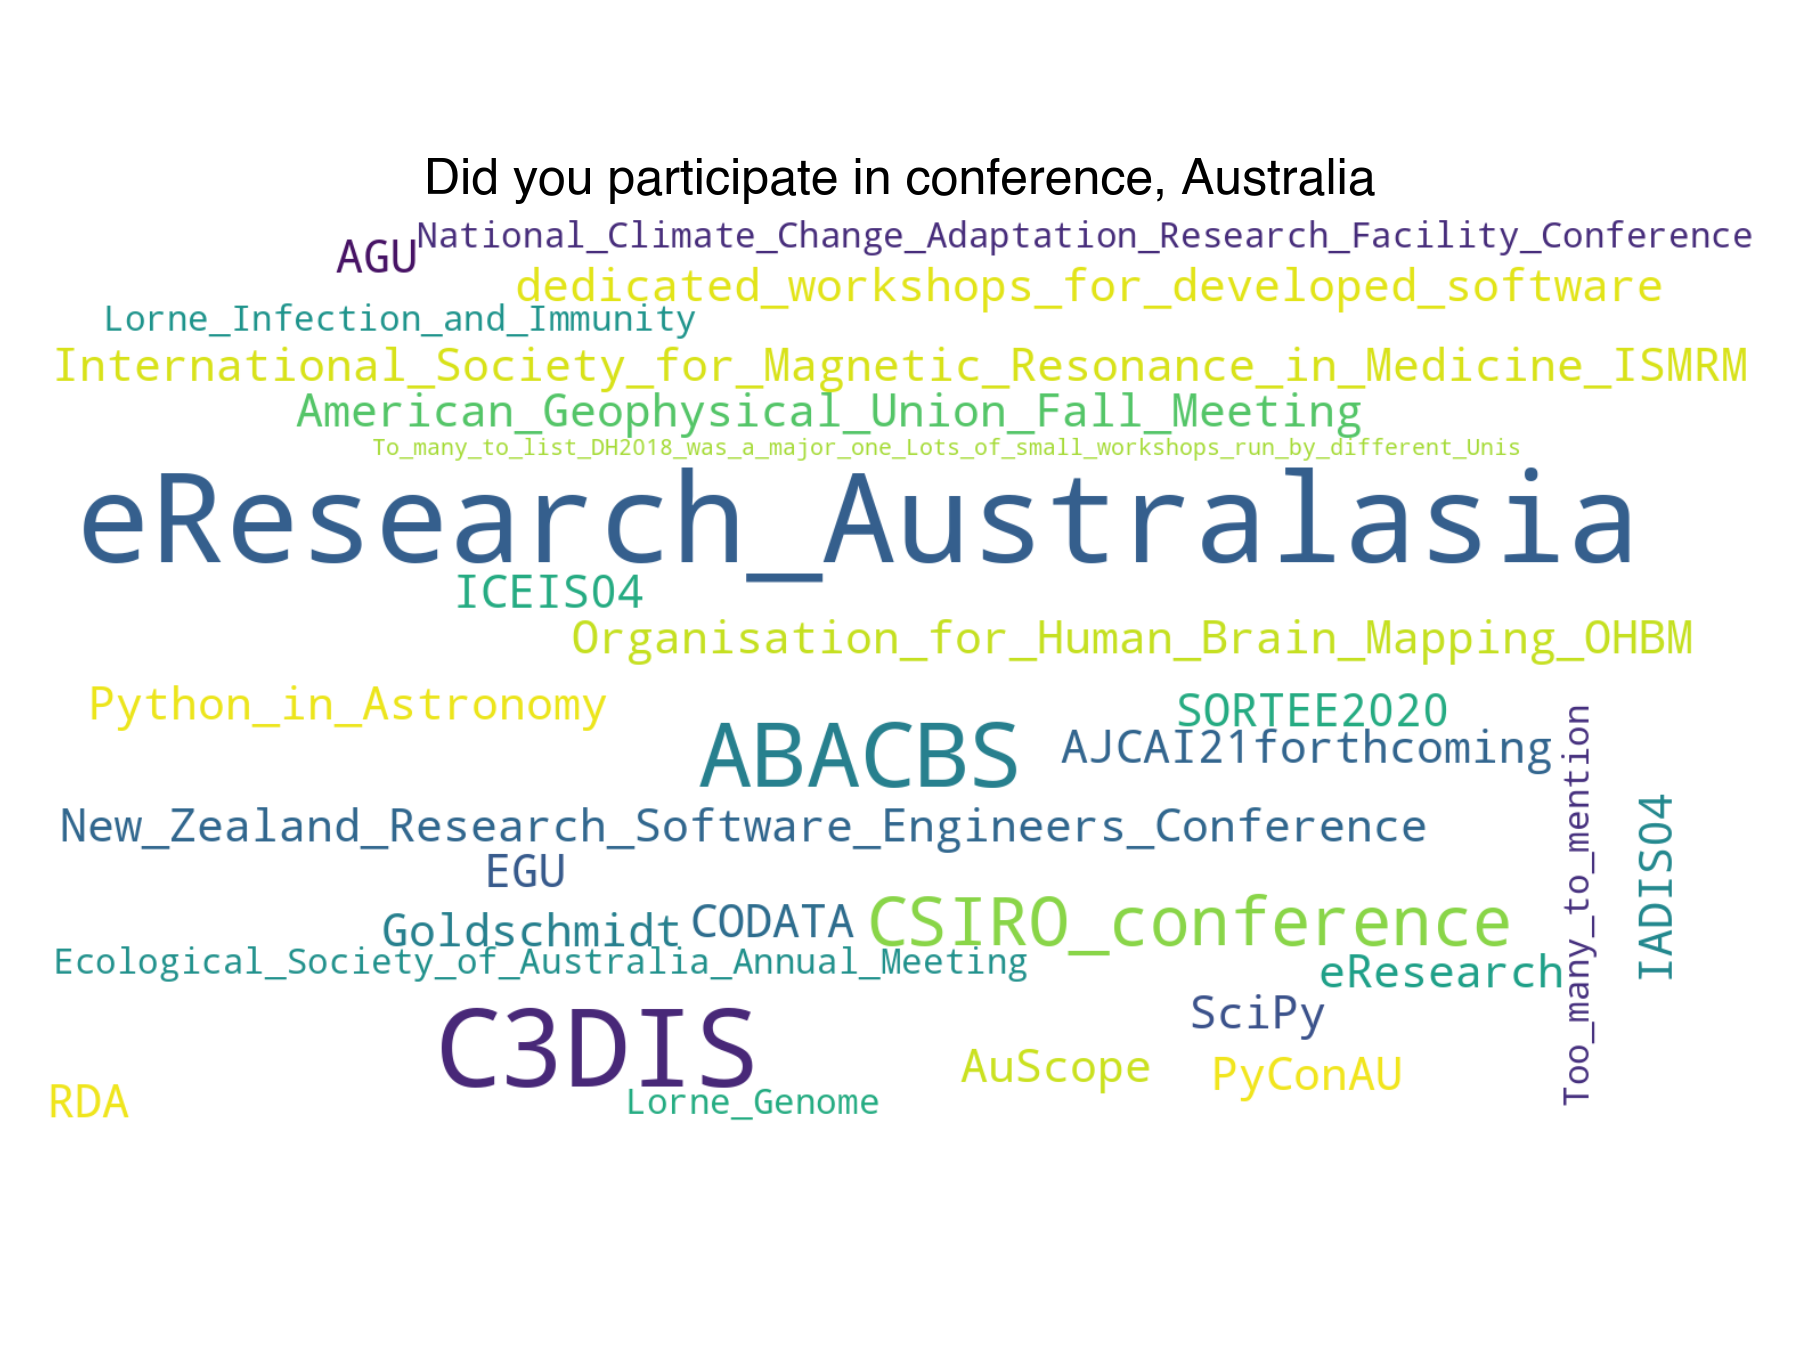 Did you participate in conference, Australia
National_Climate_Change_Adaptation_Research_Facility_Conference
AGU
dedicated_workshops_for_developed_software
Lorne_Infection_and_Immunity
International_Society_for_Magnetic_Resonance_in_Medicine_ISMRM
American_Geophysical_Union_Fall_Meeting
To_many_to_list_DH2018_was_a_major_one_Lots_of_small_workshops_run_by_different_Unis
eResearch_Australasia
ICEIS04
Organisation_for_Human_Brain_Mapping_OHBM
Python_in_Astronomy
SORTEE2020
ABACBS
AJCAI21forthcoming
Too_many_to_mention
IADIS04
New_Zealand_Research_Software_Engineers_Conference
EGU
Goldschmidt
CODATA
CSIRO_conference
Ecological_Society_of_Australia_Annual_Meeting
eResearch
C3DIS
SciPy
AuScope
PyConAU
RDA
Lorne_Genome